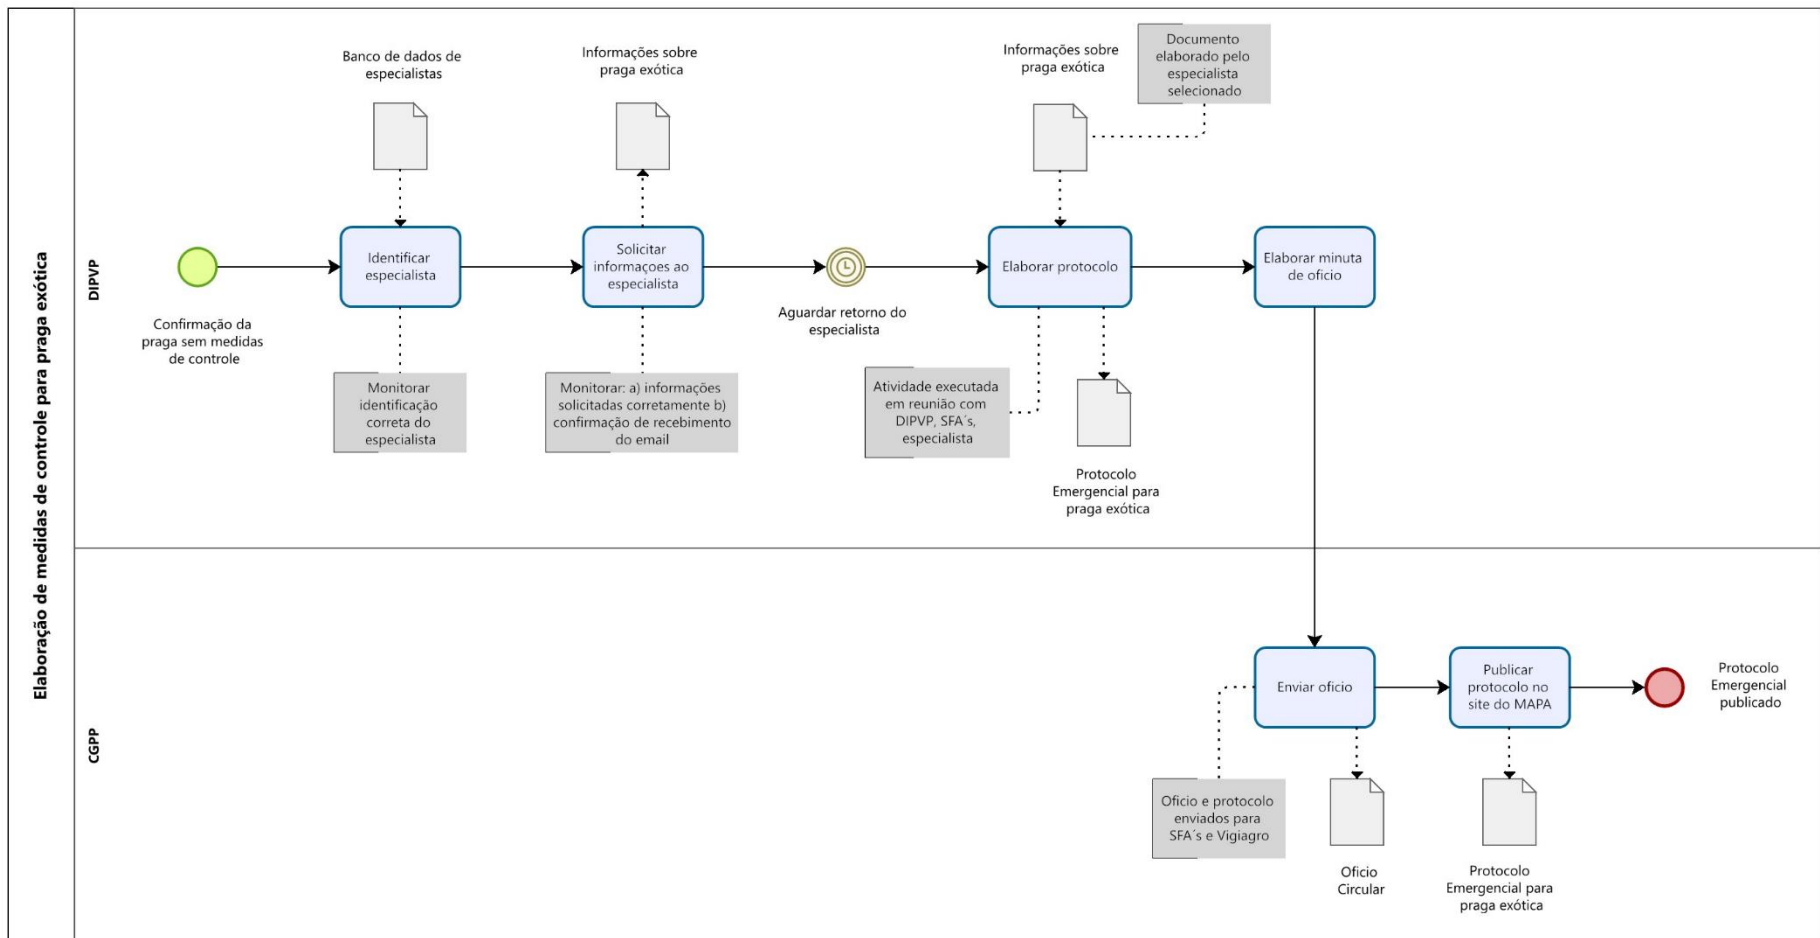 Elaboração de medidas de controle para praga exótica
DIPVP
Banco de dados de
especialistas
Informações sobre
praga exótica
Informações sobre
praga exótica
Documento
elaborado pelo
especialista
selecionado
Confirmação da
praga sem medidas
de controle
Identificar
especialista
Solicitar
informaçoes ao
especialista
Aguardar retorno do
especialista
Elaborar protocolo
Elaborar minuta
de oficio
Monitorar
identificação
correta do
especialista
Monitorar: a) informações
solicitadas corretamente b)
confirmação de recebimento
do email
Atividade executada
em reunião com
DIPVP, SFA´s,
especialista
Protocolo
Emergencial para
praga exótica
CGPP
Enviar oficio
Publicar
protocolo no
site do MAPA
Protocolo
Emergencial
publicado
Oficio e protocolo
enviados para
SFA´s e Vigiagro
Oficio
Circular
Protocolo
Emergencial para
praga exótica